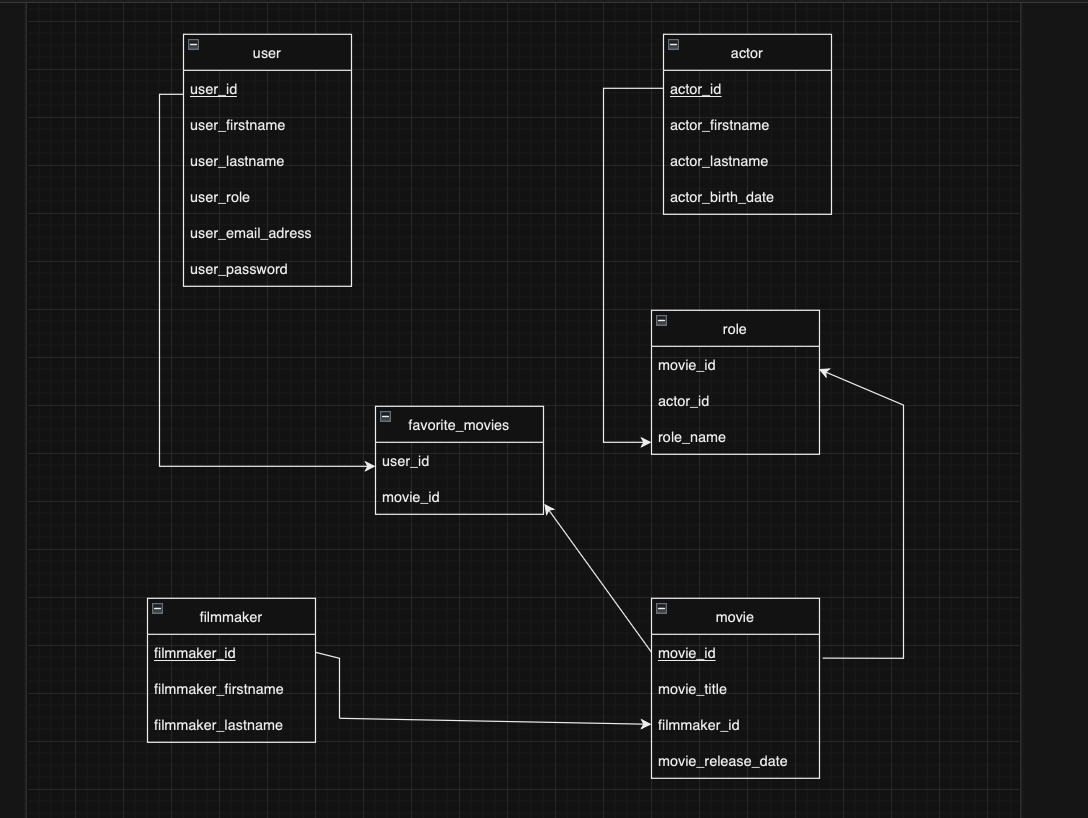 user
user_id
user_firstname
user_lastname
user_role
user_email_adress
user_password
actor
actor_id
actor_firstname
actor_lastname
actor_birth_date
role
movie_id
actor_id
role_name
favorite_movies
user_id
movie_id
filmmaker
filmmaker_id
filmmaker_firstname
filmmaker_lastname
movie
movie_id
movie_title
filmmaker_id
movie_release_date